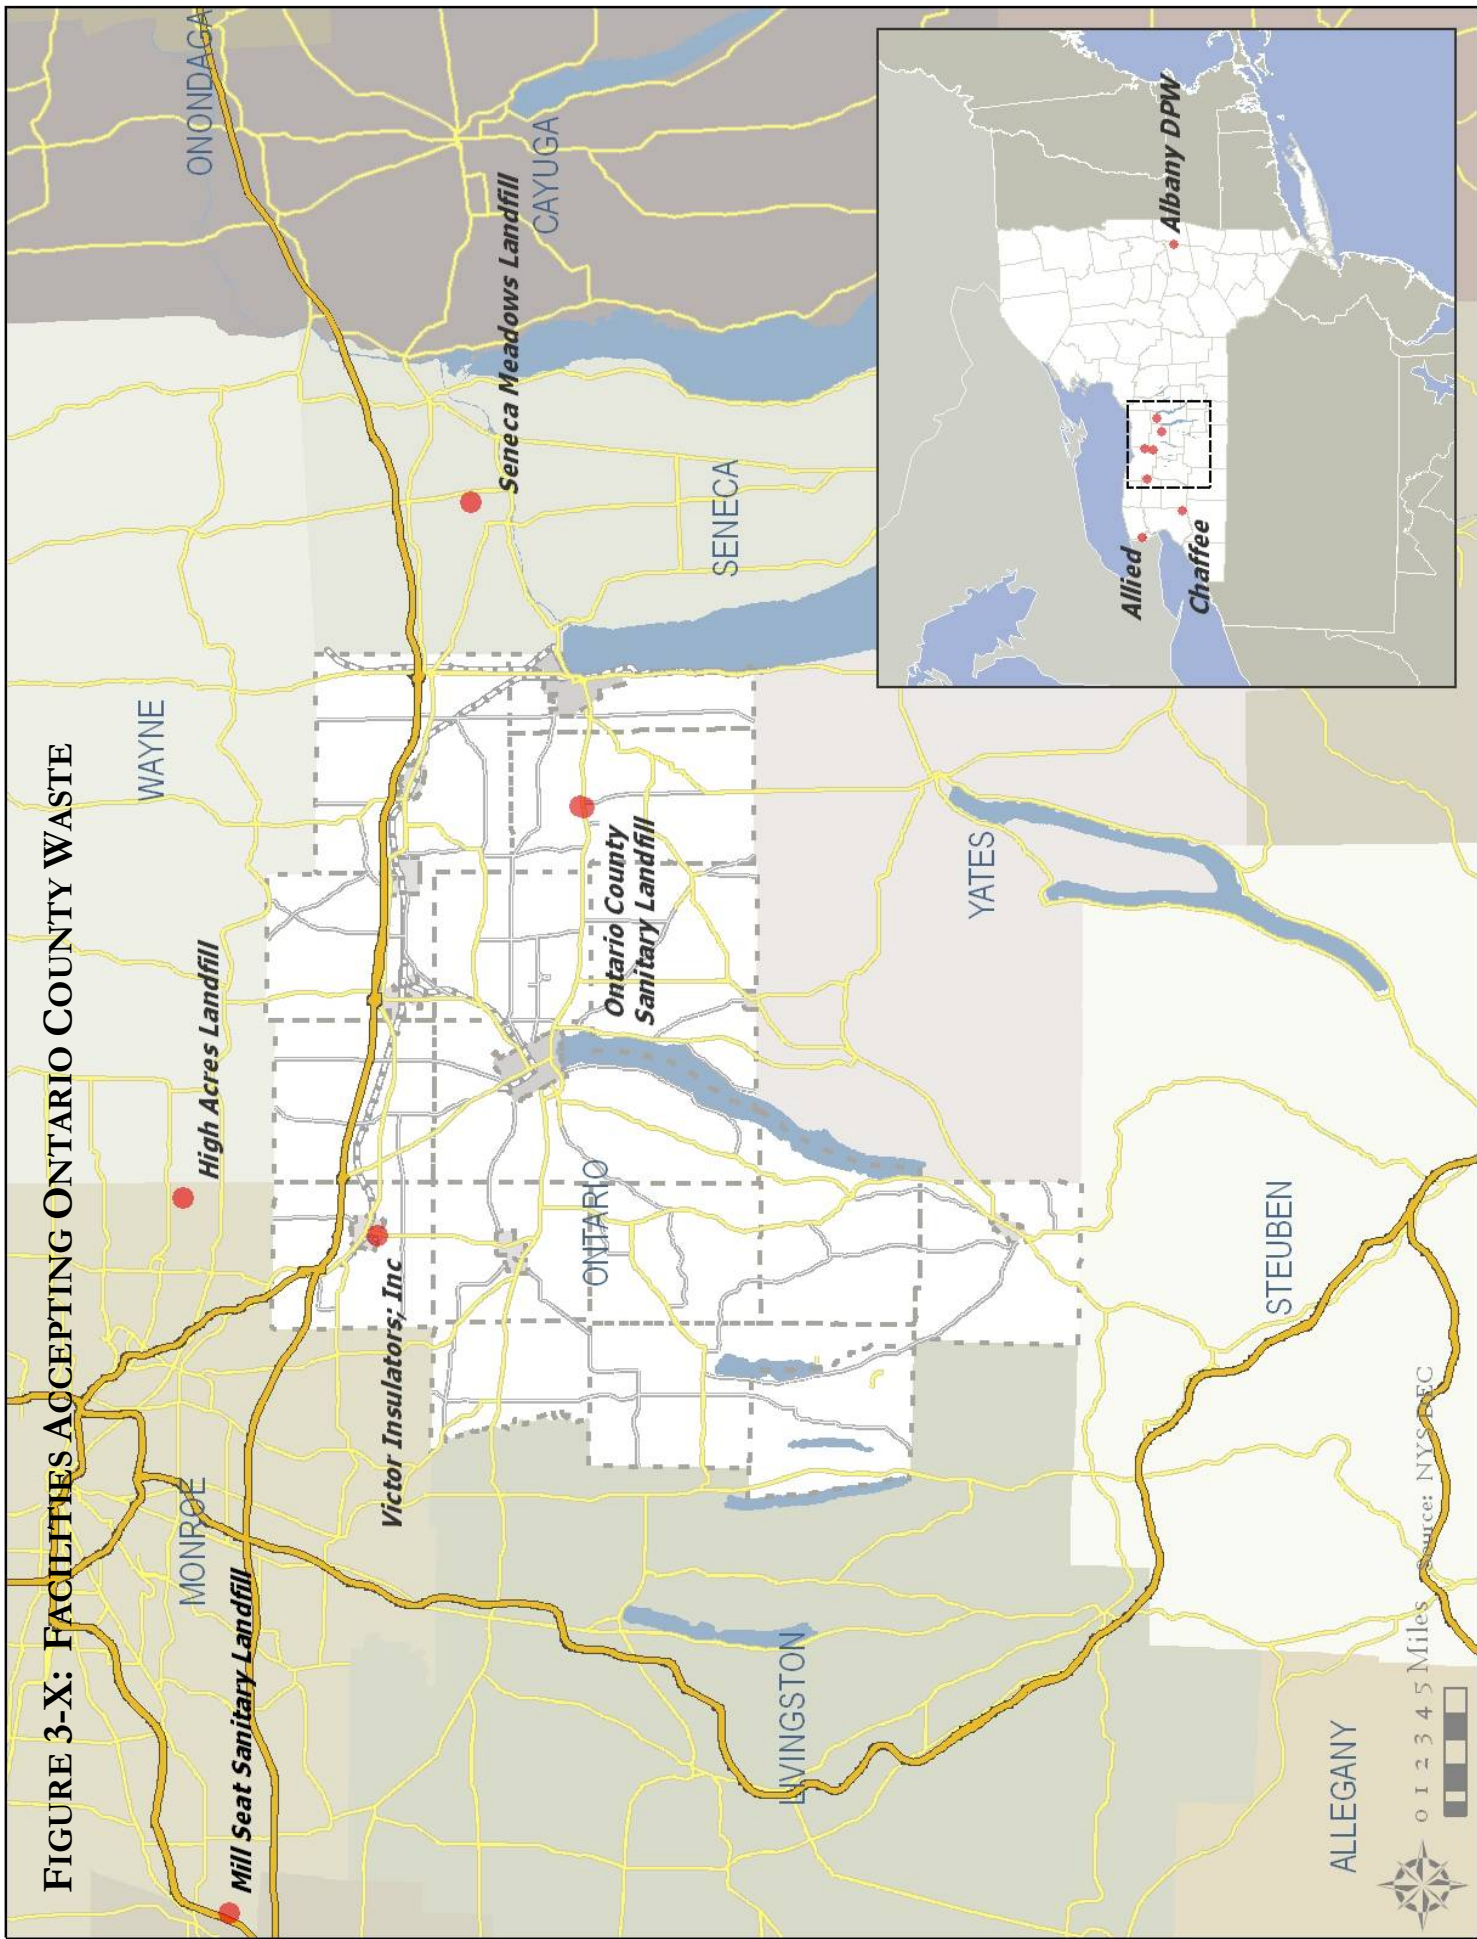 FIGURE 3-X: FACILITIES ACCEPTING ONTARIO COUNTY WASTE
ONONDAGA
WAYNE
High Acres Landfill
MONROE
Mill Seat Sanitary Landfill
Victor Insulators; Inc
Seneca Meadows Landfill
CAYUGA
ONTARIO
Ontario County
Sanitary Landfill
SENECA
LIVINGSTON
YATES
STEUBEN
ALLEGANY
Allied
Chaffee
Albany DPW
0 1 2 3 4 5 Miles
Source: NYSDEC